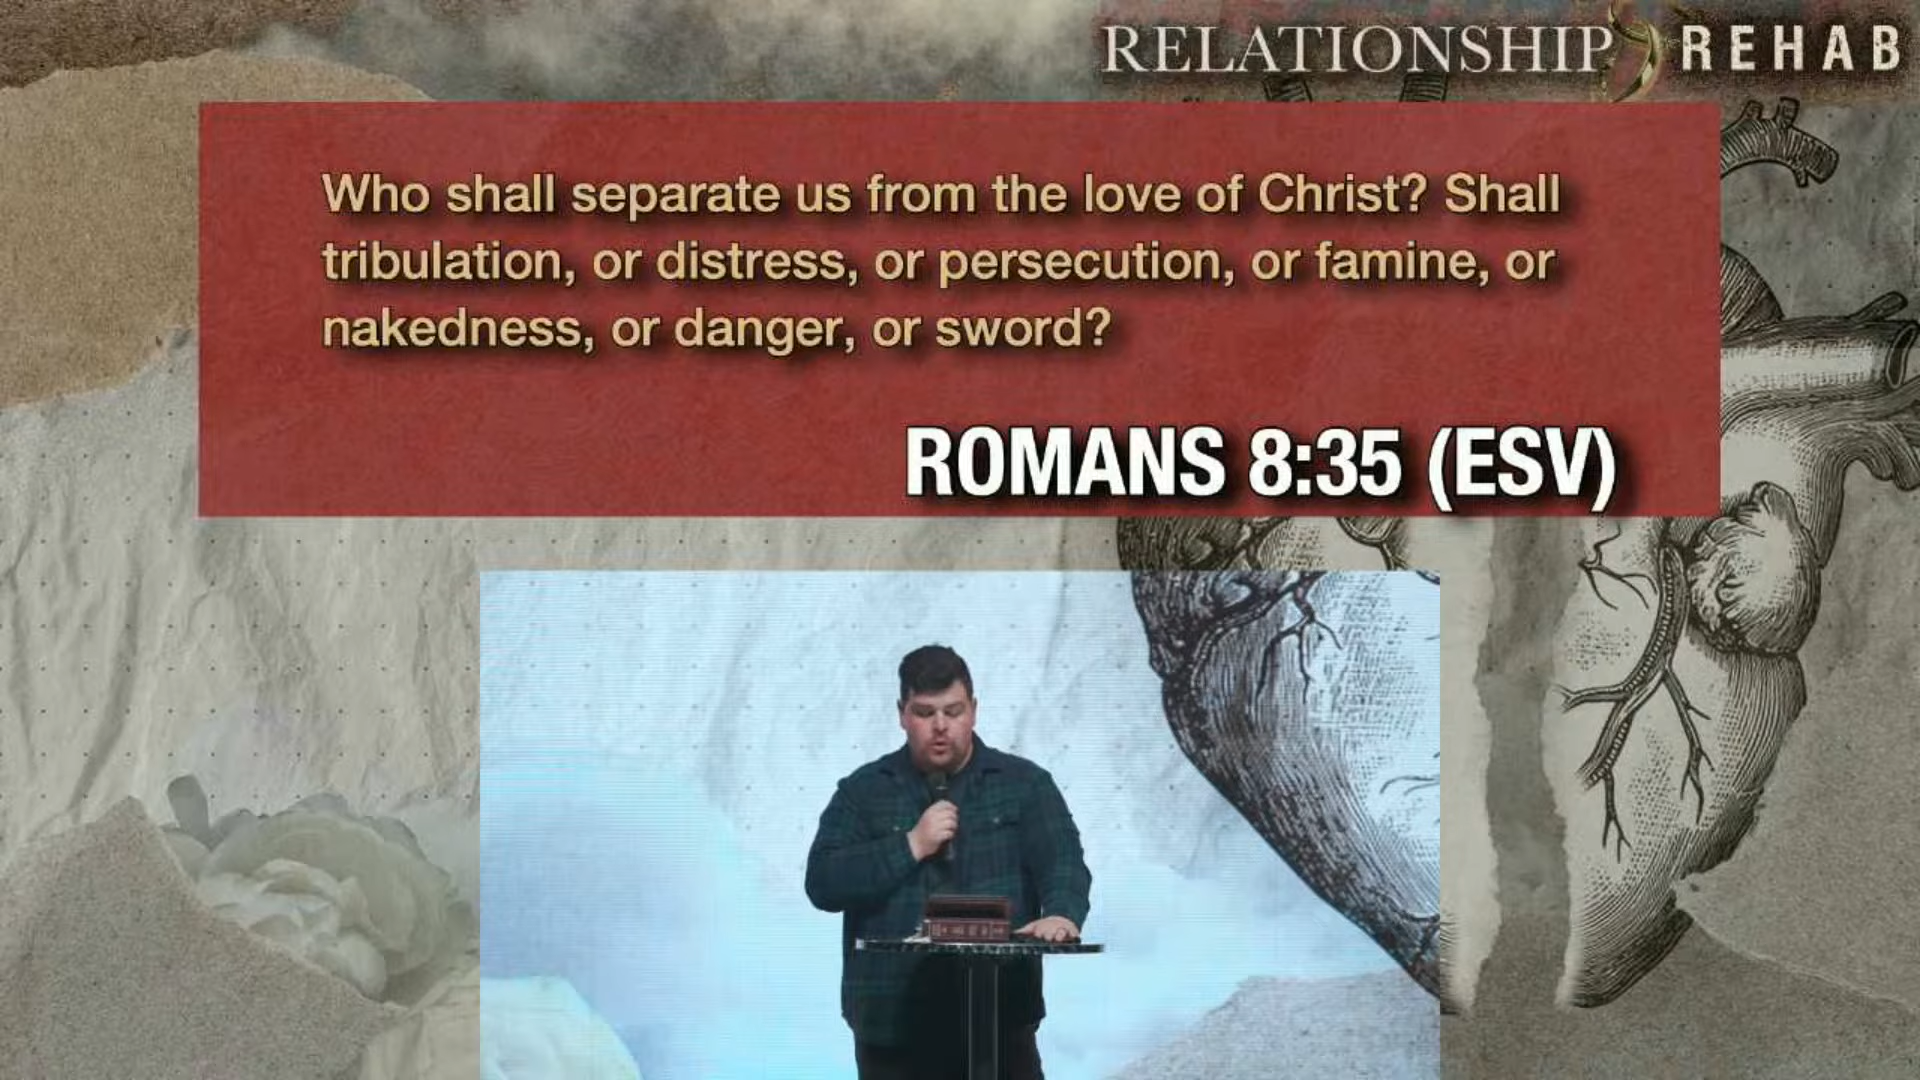 RELATIONSHIP REHAB
Who shall separate us from the love of Christ? Shall
tribulation, or distress, or persecution, or famine, or
nakedness, or danger, or sword?
ROMANS 8:35 (ESV)